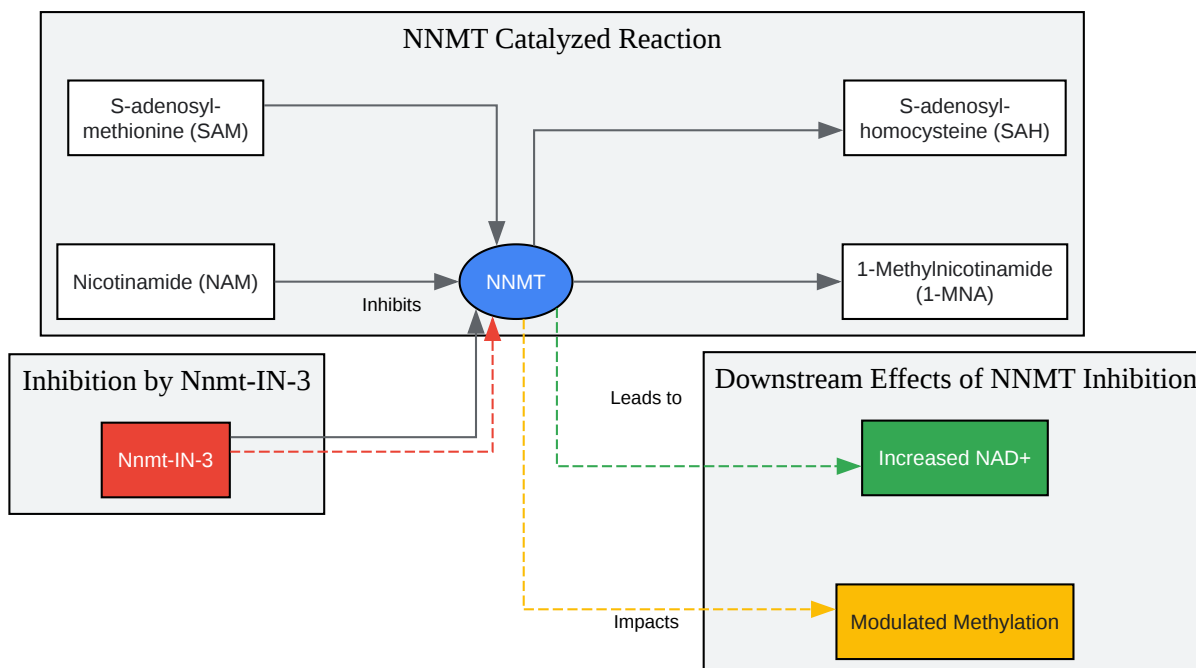 NNMT Catalyzed Reaction
S-adenosyl-
methionine (SAM)
S-adenosyl-
homocysteine (SAH)
Nicotinamide (NAM)
NNMT
1-Methylnicotinamide
(1-MNA)
Inhibits
Inhibition by Nnmt-IN-3
Nnmt-IN-3
Downstream Effects of NNMT Inhibition
Leads to
Increased NAD+
Impacts
Modulated Methylation